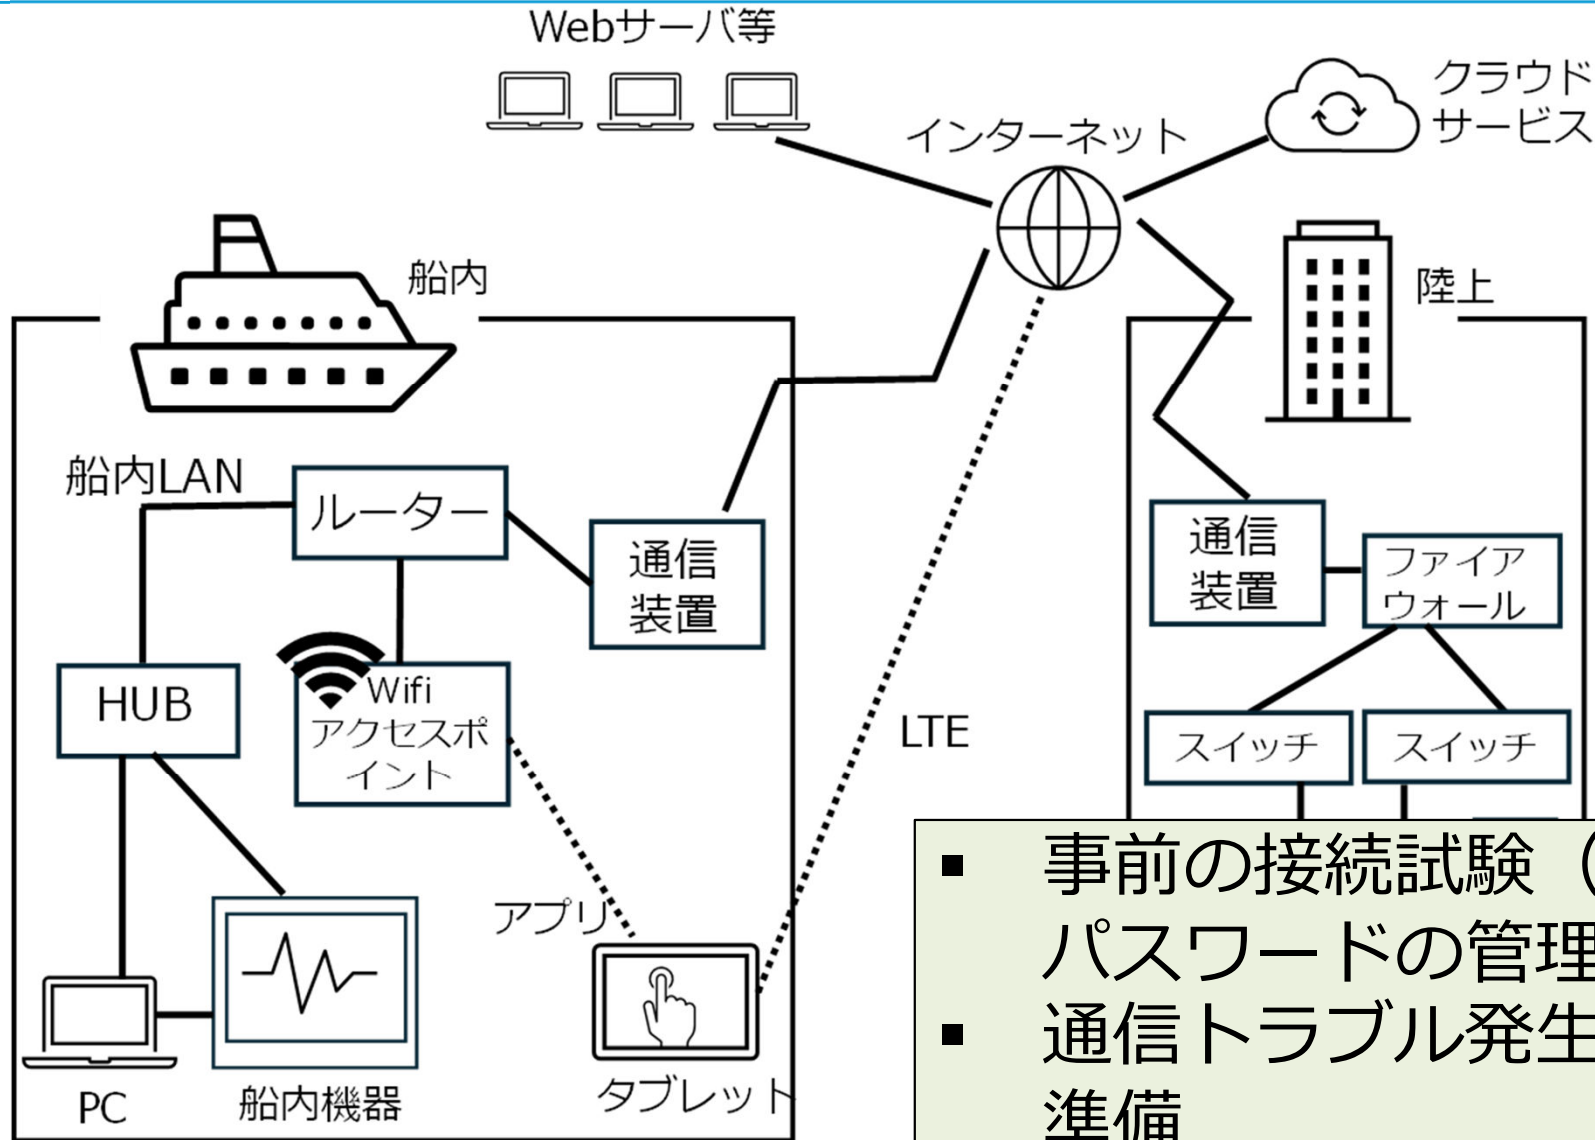 Webサーバ等
クラウド
サービス
インターネット
船内
陸上
船内LAN
ルーター
通信
装置
通信
装置
ファイア
ウォール
HUB
Wifi
アクセスポ
イント
LTE
スイッチ
スイッチ
アプリ
PC
船内機器
タブレット
▪ 事前の接続試験（
パスワードの管理
▪ 通信トラブル発生
準備